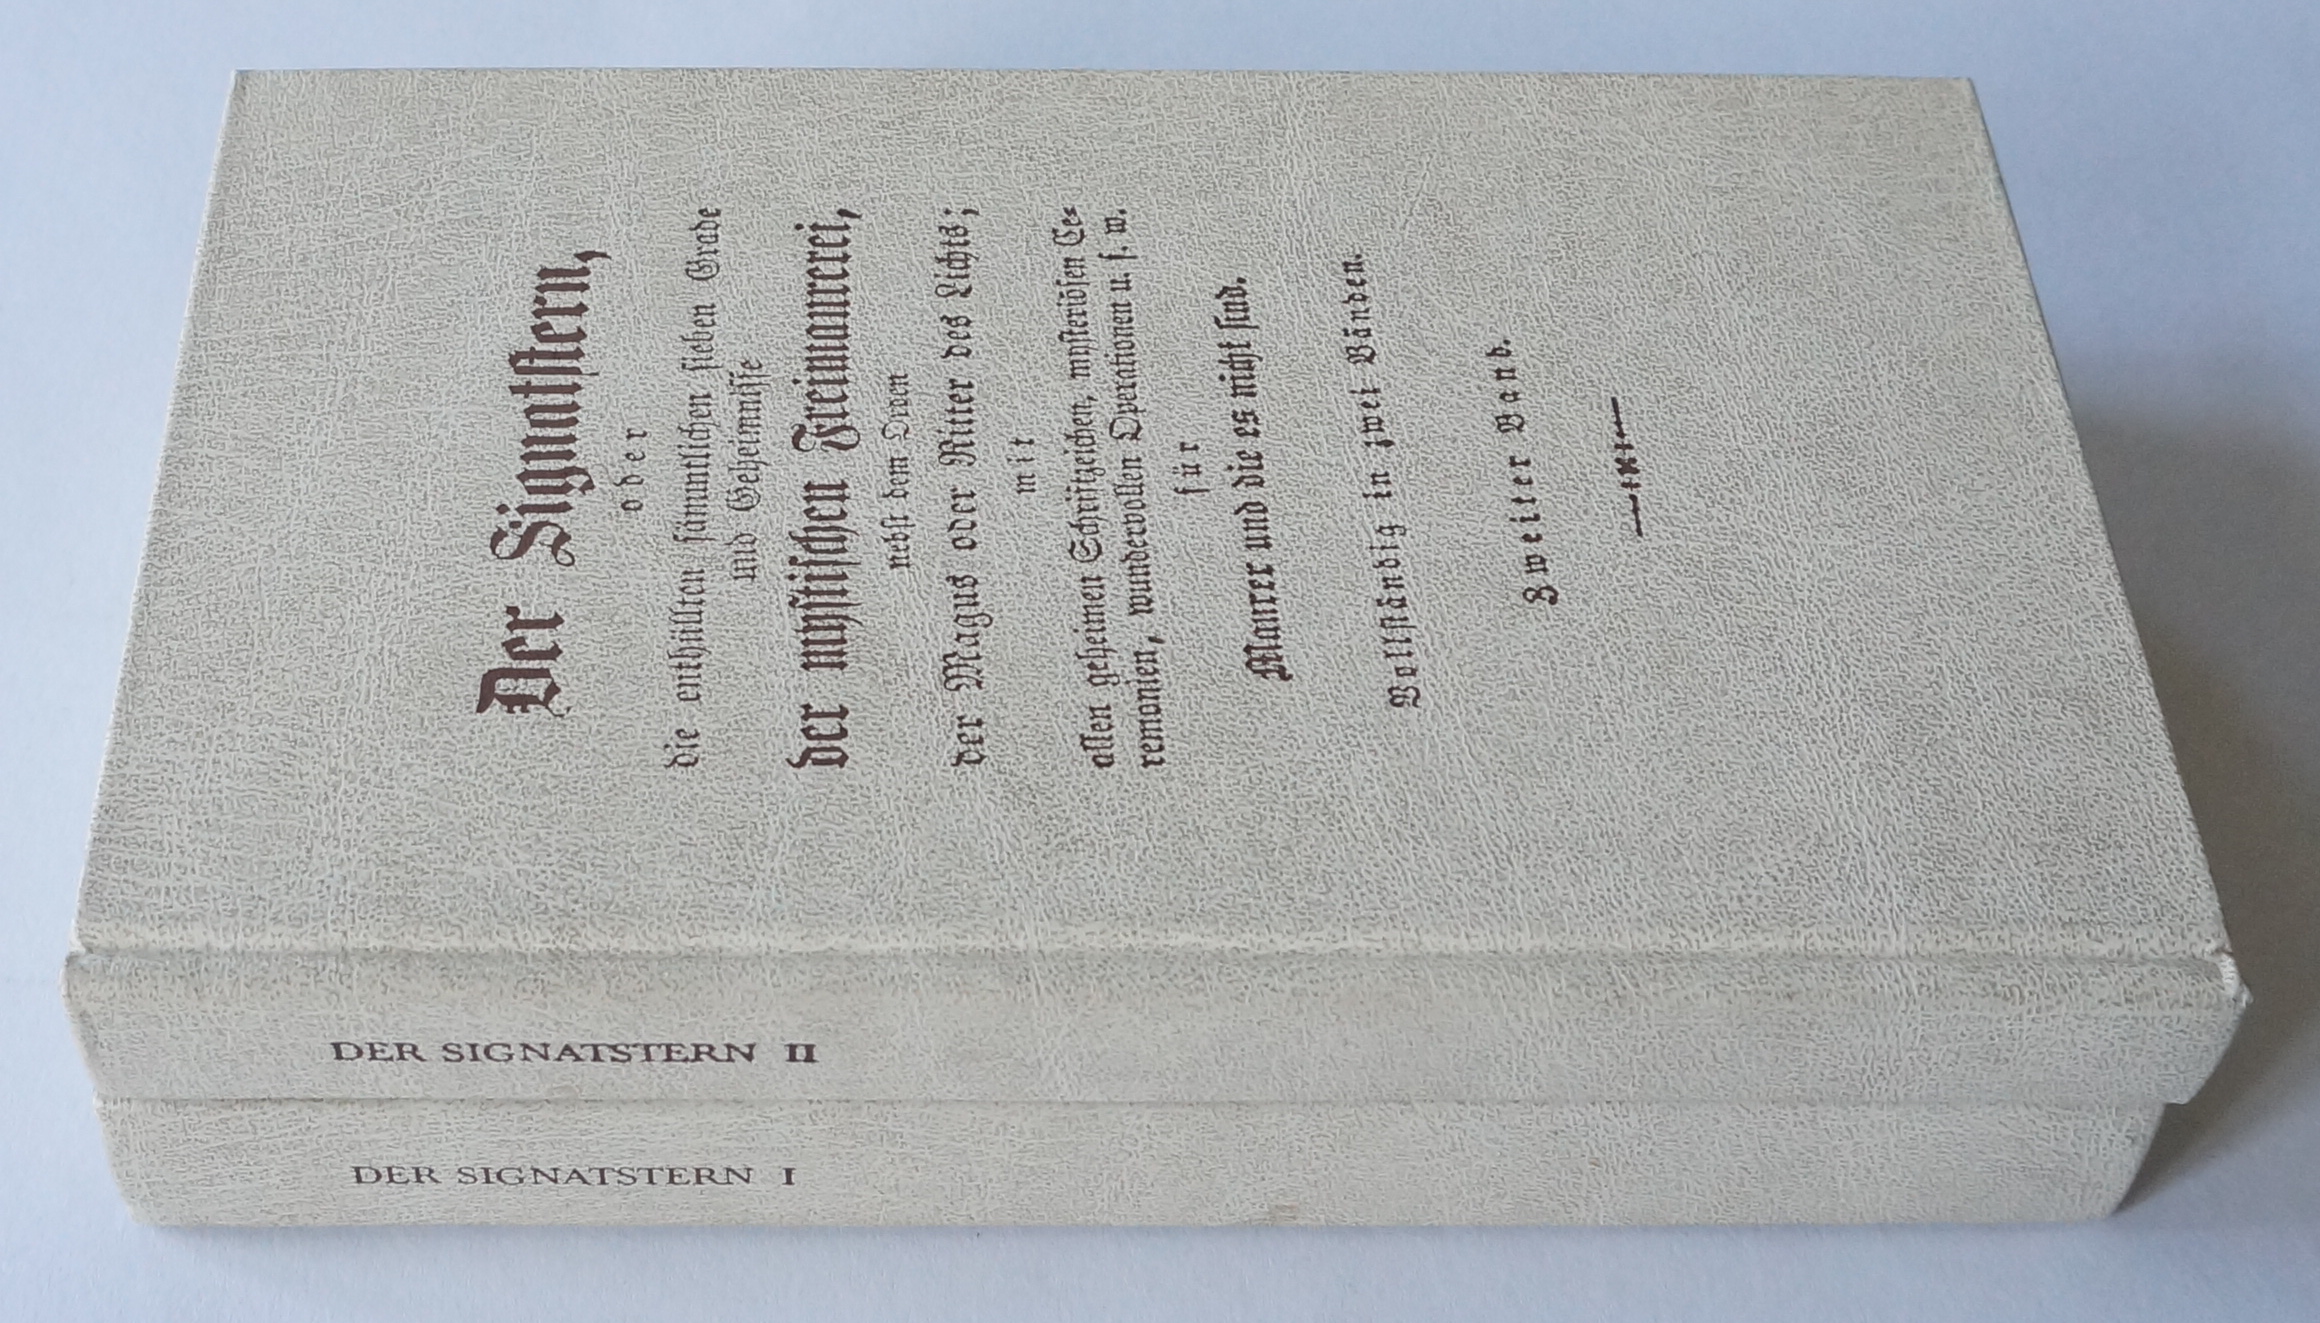 Der Signatstern,
oder
die enthüllten sämmtlichen sieben Grade
und Geheimnisse
der mystischen Freimaurerei,
nebst dem Orden
der Magus oder Ritter des Lichts;
mit
allen geheimen Schriftzeichen, mysteriösen Ce⸗
remonien, wundervollen Operationen u. s. w.
für
Maurer und die es nicht sind.
Vollständig in zwei Bänden.
Zweiter Band.
DER SIGNATSTERN II
DER SIGNATSTERN I